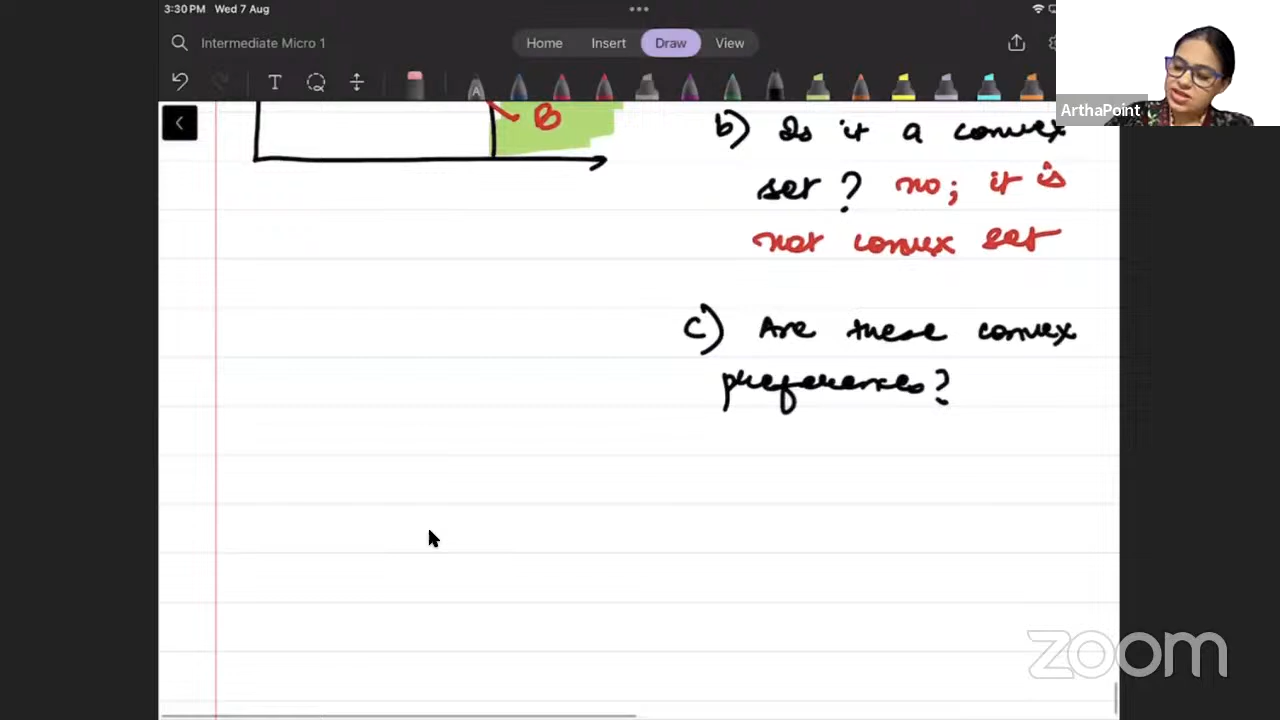 3:30 PM Wed 7 Aug
Intermediate Micro 1
Home Insert Draw View
T
A
ArthaPoint
B
b) Is it a convex
set? no; it is
not convex set
c) Are these convex
preferences?
zoom